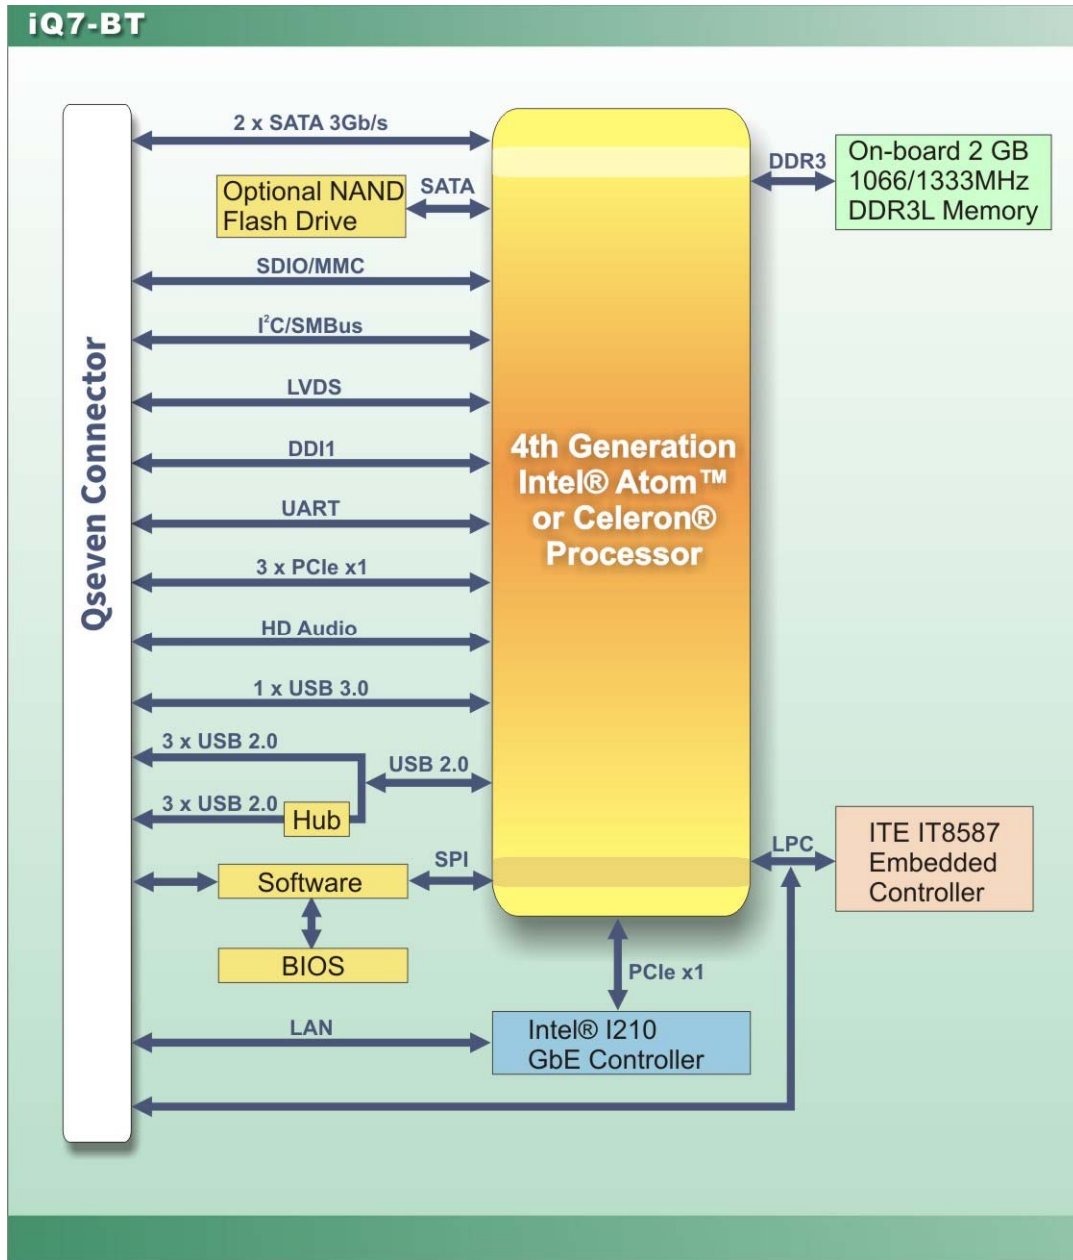 iQ7-BT
2 x SATA 3Gb/s
DDR3
On-board 2 GB
1066/1333MHz
DDR3L Memory
Optional NAND
Flash Drive
SATA
SDIO/MMC
I²C/SMBus
LVDS
DDI1
UART
3 x PCIe x1
HD Audio
1 x USB 3.0
3 x USB 2.0
USB 2.0
3 x USB 2.0
Hub
Qseven Connector
4th Generation
Intel® Atom™
or Celeron®
Processor
SPI
Software
BIOS
LPC
ITE IT8587
Embedded
Controller
PCIe x1
LAN
Intel® I210
GbE Controller